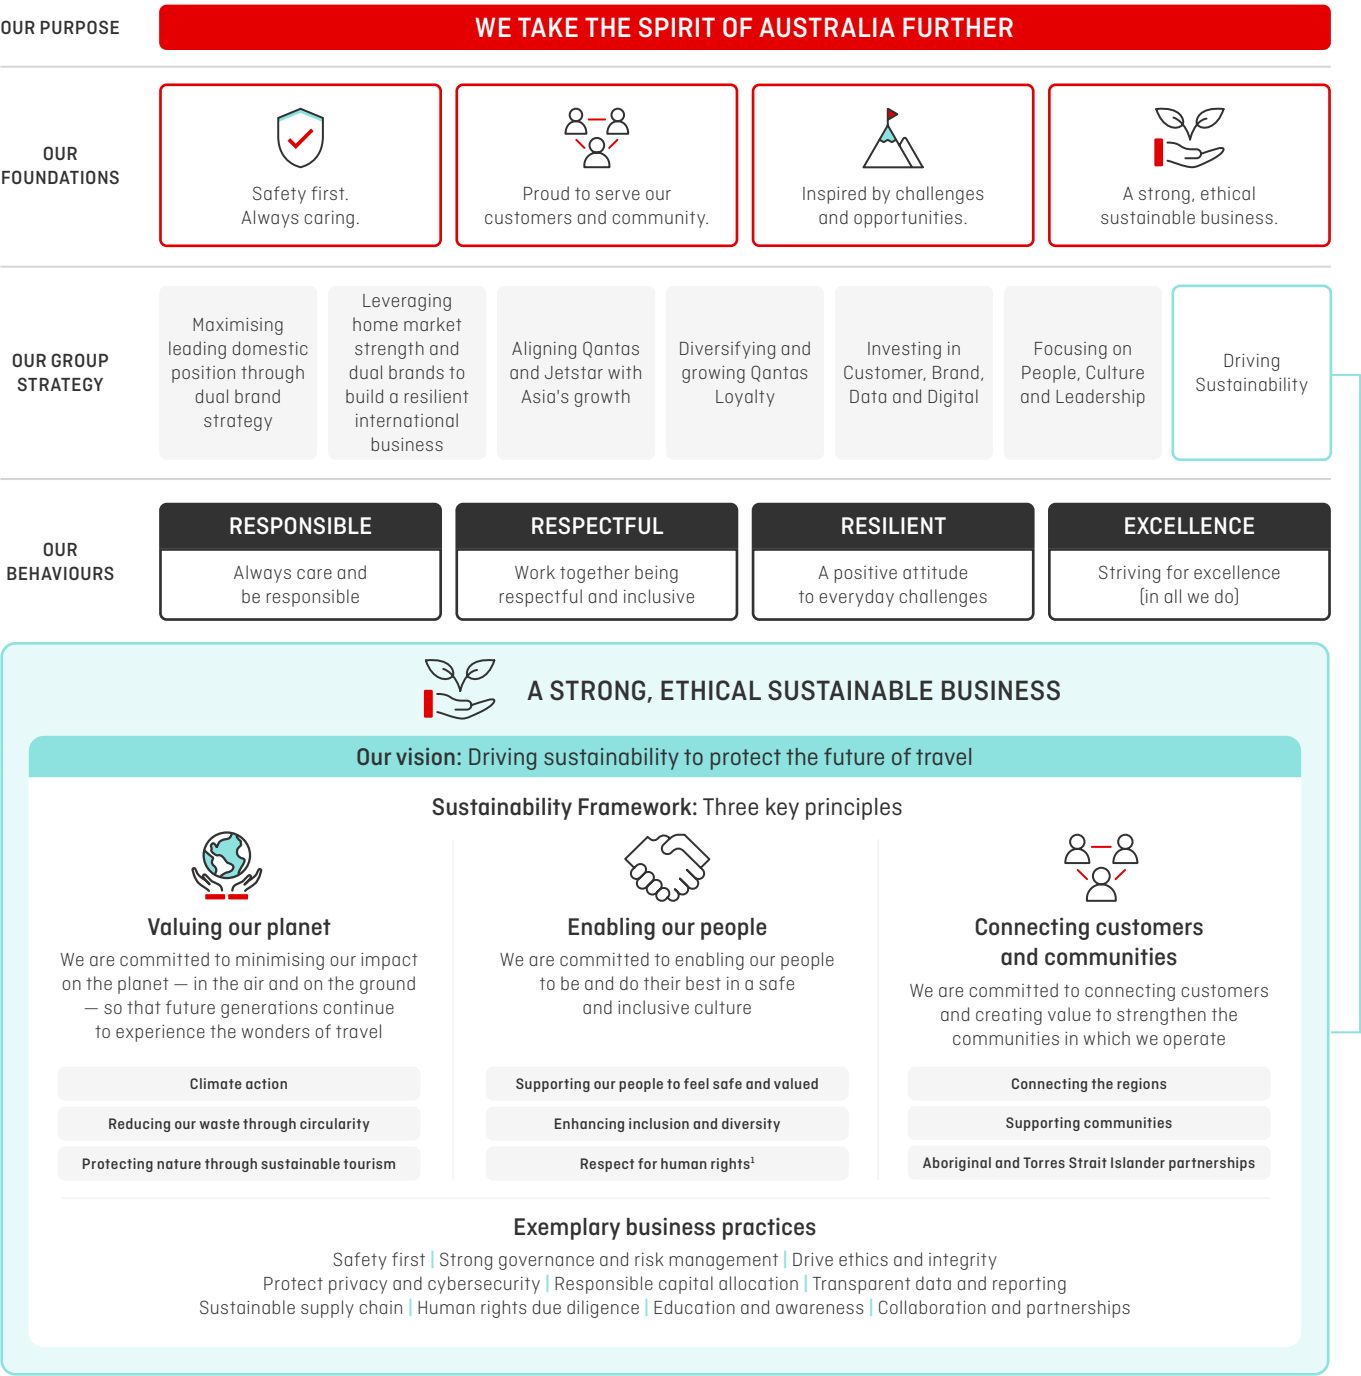 OUR PURPOSE
WE TAKE THE SPIRIT OF AUSTRALIA FURTHER
OUR
FOUNDATIONS
Safety first.
Always caring.
Proud to serve our
customers and community.
Inspired by challenges
and opportunities.
A strong, ethical
sustainable business.
OUR GROUP
STRATEGY
Maximising
leading domestic
position through
dual brand
strategy
Leveraging
home market
strength and
dual brands to
build a resilient
international
business
Aligning Qantas
and Jetstar with
Asia's growth
Diversifying and
growing Qantas
Loyalty
Investing in
Customer, Brand,
Data and Digital
Focusing on
People, Culture
and Leadership
Driving
Sustainability
OUR
BEHAVIOURS
RESPONSIBLE
Always care and
be responsible
RESPECTFUL
Work together being
respectful and inclusive
RESILIENT
A positive attitude
to everyday challenges
EXCELLENCE
Striving for excellence
(in all we do)
A STRONG, ETHICAL SUSTAINABLE BUSINESS
Our vision: Driving sustainability to protect the future of travel
Sustainability Framework: Three key principles
Valuing our planet
We are committed to minimising our impact
on the planet — in the air and on the ground
— so that future generations continue
to experience the wonders of travel
Climate action
Reducing our waste through circularity
Protecting nature through sustainable tourism
Enabling our people
We are committed to enabling our people
to be and do their best in a safe
and inclusive culture
Supporting our people to feel safe and valued
Enhancing inclusion and diversity
Respect for human rights¹
Connecting customers
and communities
We are committed to connecting customers
and creating value to strengthen the
communities in which we operate
Connecting the regions
Supporting communities
Aboriginal and Torres Strait Islander partnerships
Exemplary business practices
Safety first | Strong governance and risk management | Drive ethics and integrity
Protect privacy and cybersecurity | Responsible capital allocation | Transparent data and reporting
Sustainable supply chain | Human rights due diligence | Education and awareness | Collaboration and partnerships